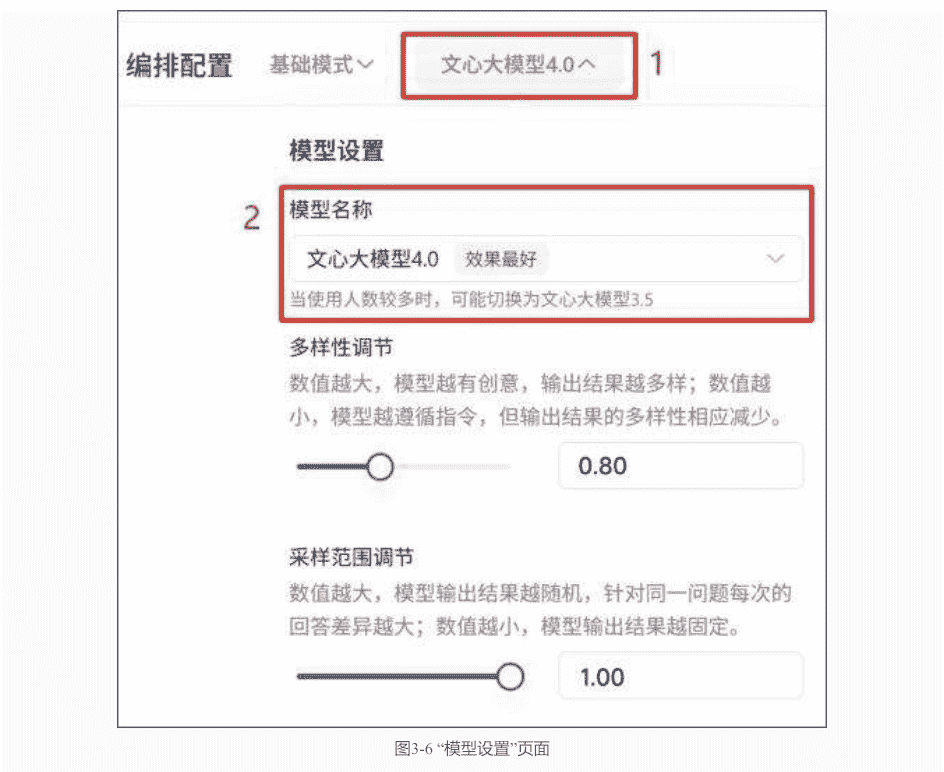 编排配置 基础模式 文心大模型4.0 1
模型设置
2 模型名称
文心大模型4.0 效果最好
当使用人数较多时，可能切换为文心大模型3.5
多样性调节
数值越大，模型越有创意，输出结果越多样；数值越
小，模型越遵循指令，但输出结果的多样性相应减少。
0.80
采样范围调节
数值越大，模型输出结果越随机，针对同一问题每次的
回答差异越大；数值越小，模型输出结果越固定。
1.00
图3-6 “模型设置”页面